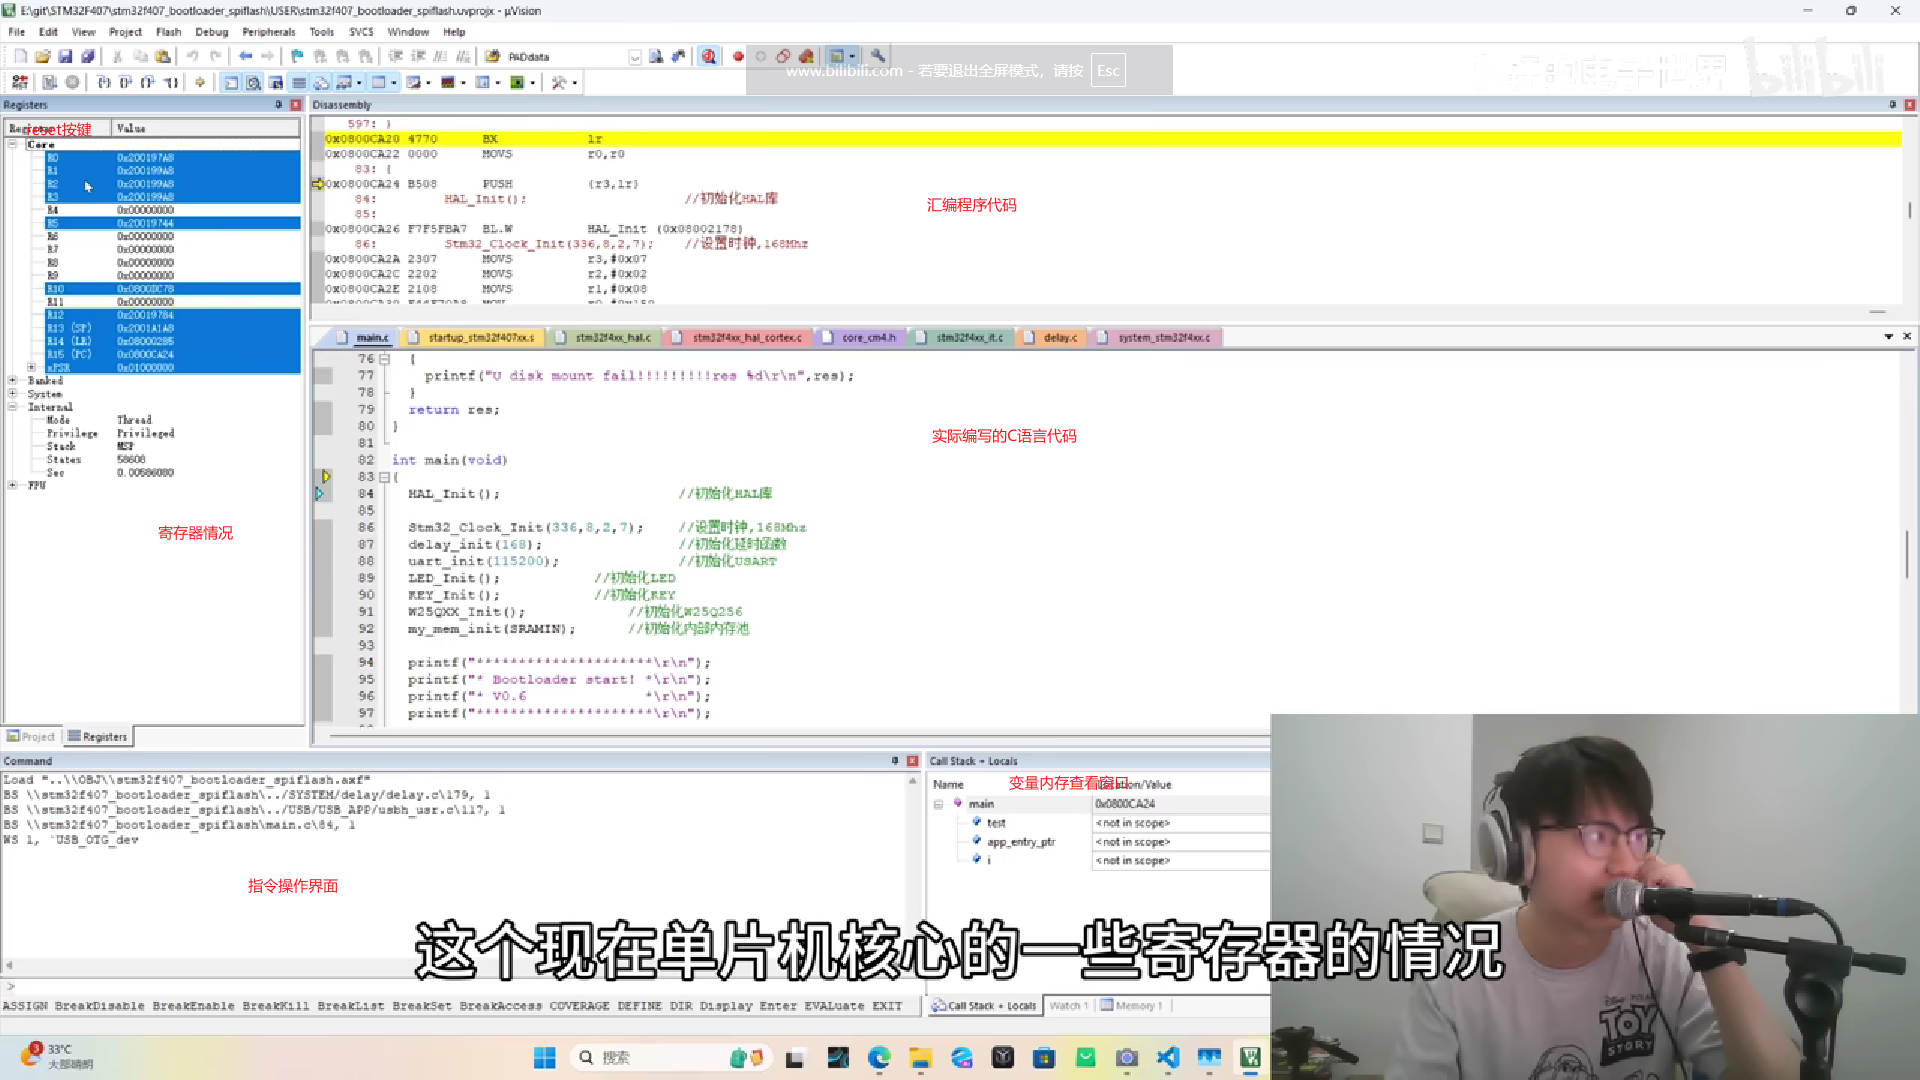 E:\git\STM32F407\stm32f407_bootloader_spiflash\USER\stm32f407_bootloader_spiflash.uvprojx - µVision
File Edit View Project Flash Debug Peripherals Tools SVCS Window Help
PADdata
www.bilibili.com - 若要退出全屏模式，请按 Esc
bilibili
Registers
reset按键
Value
Core
R0 0x200197A8
R1 0x200199A8
R2 0x200199A8
R3 0x200199A8
R4 0x00000000
R5 0x20019744
R6 0x00000000
R7 0x00000000
R8 0x00000000
R9 0x00000000
R10 0x0800DC78
R11 0x00000000
R12 0x20019784
R13 (SP) 0x2001A1A8
R14 (LR) 0x08000285
R15 (PC) 0x0800CA24
xPSR 0x01000000
Banked
System
Internal
Mode Thread
Privilege Privileged
Stack MSP
States 58608
Sec 0.00586080
FPU
寄存器情况
Project Registers
Disassembly
597: }
0x0800CA20 4770 BX lr
0x0800CA22 0000 MOVS r0,r0
83: {
0x0800CA24 B508 PUSH {r3,lr}
84: HAL_Init(); //初始化HAL库
85:
0x0800CA26 F7F5FBA7 BL.W HAL_Init (0x08002178)
86: Stm32_Clock_Init(336,8,2,7); //设置时钟,168Mhz
0x0800CA2A 2307 MOVS r3,#0x07
0x0800CA2C 2202 MOVS r2,#0x02
0x0800CA2E 2108 MOVS r1,#0x08
汇编程序代码
main.c startup_stm32f407xx.s stm32f4xx_hal.c stm32f4xx_hal_cortex.c core_cm4.h stm32f4xx_it.c delay.c system_stm32f4xx.c
76 {
77 printf("U disk mount fail!!!!!!!!!res %d\r\n",res);
78 }
79 return res;
80 }
81
82 int main(void)
83 {
84 HAL_Init(); //初始化HAL库
85
86 Stm32_Clock_Init(336,8,2,7); //设置时钟,168Mhz
87 delay_init(168); //初始化延时函数
88 uart_init(115200); //初始化USART
89 LED_Init(); //初始化LED
90 KEY_Init(); //初始化KEY
91 W25QXX_Init(); //初始化W25Q256
92 my_mem_init(SRAMIN); //初始化内部内存池
93
94 printf("*********************\r\n");
95 printf("* Bootloader start! *\r\n");
96 printf("* V0.6 *\r\n");
97 printf("*********************\r\n");
实际编写的C语言代码
Command
Load "..\\OBJ\\stm32f407_bootloader_spiflash.axf"
BS \\stm32f407_bootloader_spiflash\../SYSTEM/delay/delay.c\179, 1
BS \\stm32f407_bootloader_spiflash\../USB/USB_APP/usbh_usr.c\117, 1
BS \\stm32f407_bootloader_spiflash\main.c\84, 1
WS 1, `USB_OTG_dev
指令操作界面
>
ASSIGN BreakDisable BreakEnable BreakKill BreakList BreakSet BreakAccess COVERAGE DEFINE DIR Display Enter EVALuate EXIT
Call Stack + Locals
Name
变量内存查看窗口
/Value
main 0x0800CA24
test <not in scope>
app_entry_ptr <not in scope>
i <not in scope>
Call Stack + Locals Watch 1 Memory 1
这个现在单片机核心的一些寄存器的情况
TOY
STORY
3
33°C
大部晴朗
搜索